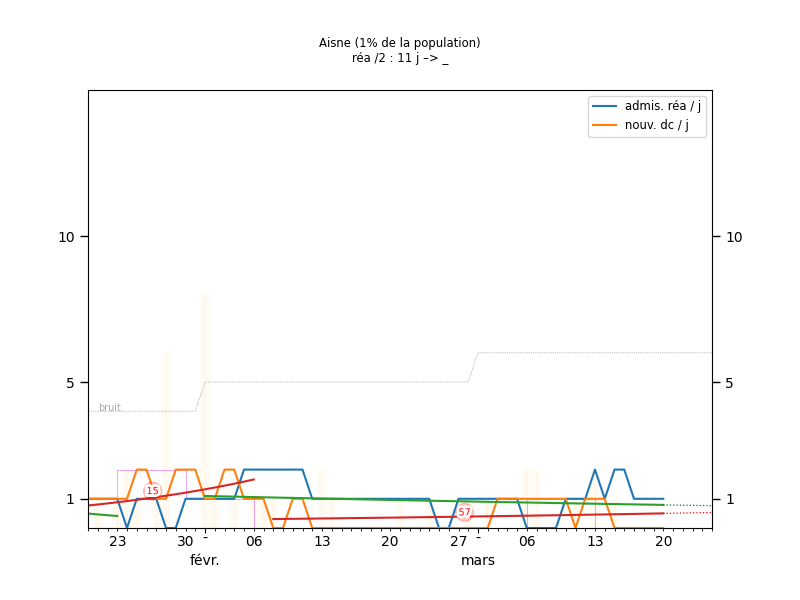 Aisne (1% de la population)
réa /2 : 11 j –> _
admis. réa / j
nouv. dc / j
10 10
5 5
bruit
15
57
1 1
23 30 - 06 13 20 27 - 06 13 20
févr. mars